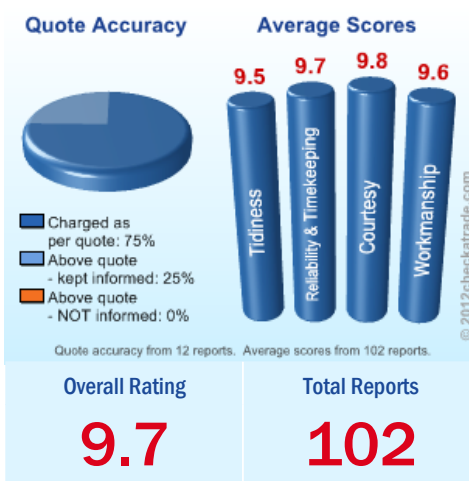 Quote Accuracy
Average Scores
9.5
9.7
9.8
9.6
Tidiness
Reliability & Timekeeping
Courtesy
Workmanship
Charged as
per quote: 75%
Above quote
- kept informed: 25%
Above quote
- NOT informed: 0%
© 2012checkatrade.com
Quote accuracy from 12 reports. Average scores from 102 reports.
Overall Rating
9.7
Total Reports
102